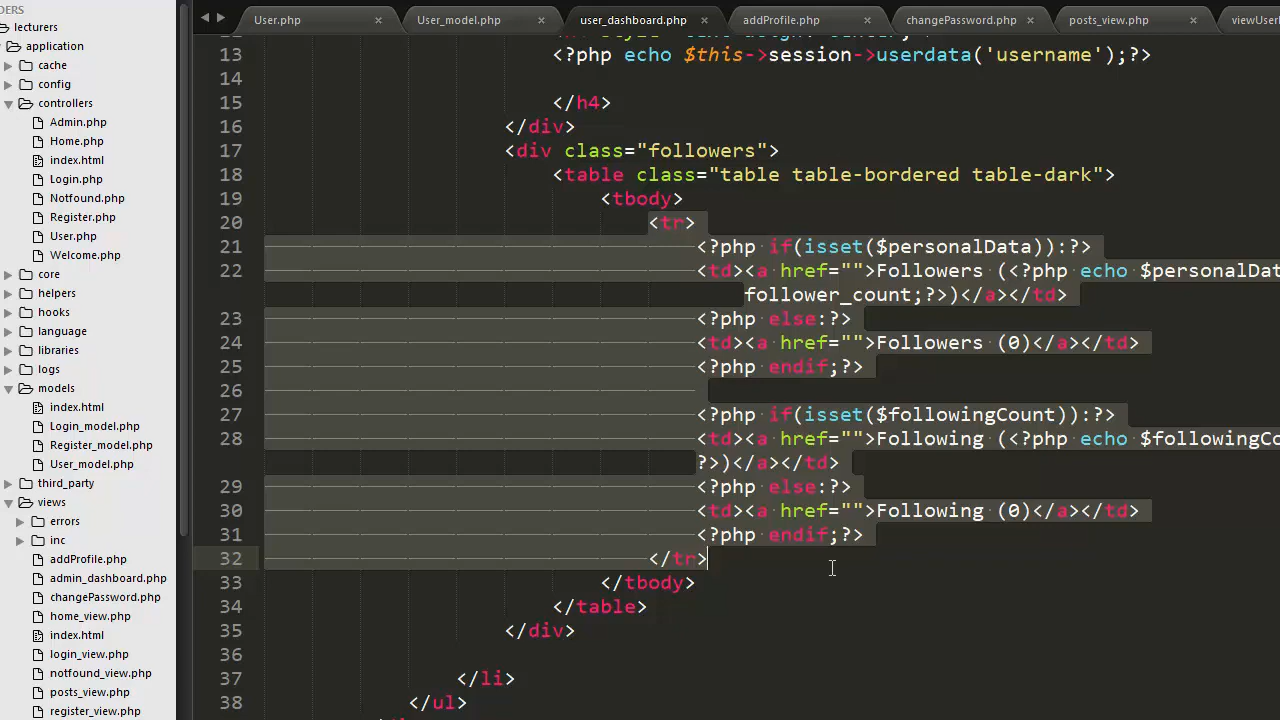 DERS
lecturers
application
cache
config
controllers
Admin.php
Home.php
index.html
Login.php
Notfound.php
Register.php
User.php
Welcome.php
core
helpers
hooks
language
libraries
logs
models
index.html
Login_model.php
Register_model.php
User_model.php
third_party
views
errors
inc
addProfile.php
admin_dashboard.php
changePassword.php
home_view.php
index.html
login_view.php
notfound_view.php
posts_view.php
register_view.php
User.php × User_model.php × user_dashboard.php × addProfile.php × changePassword.php × posts_view.php × viewUser
13 <?php echo $this->session->userdata('username');?>
14
15 </h4>
16 </div>
17 <div class="followers">
18 <table class="table table-bordered table-dark">
19 <tbody>
20 <tr>
21 <?php if(isset($personalData)):?>
22 <td><a href="">Followers (<?php echo $personalDat
follower_count;?>)</a></td>
23 <?php else:?>
24 <td><a href="">Followers (0)</a></td>
25 <?php endif;?>
26
27 <?php if(isset($followingCount)):?>
28 <td><a href="">Following (<?php echo $followingCo
?>)</a></td>
29 <?php else:?>
30 <td><a href="">Following (0)</a></td>
31 <?php endif;?>
32 </tr>
33 </tbody>
34 </table>
35 </div>
36
37 </li>
38 </ul>